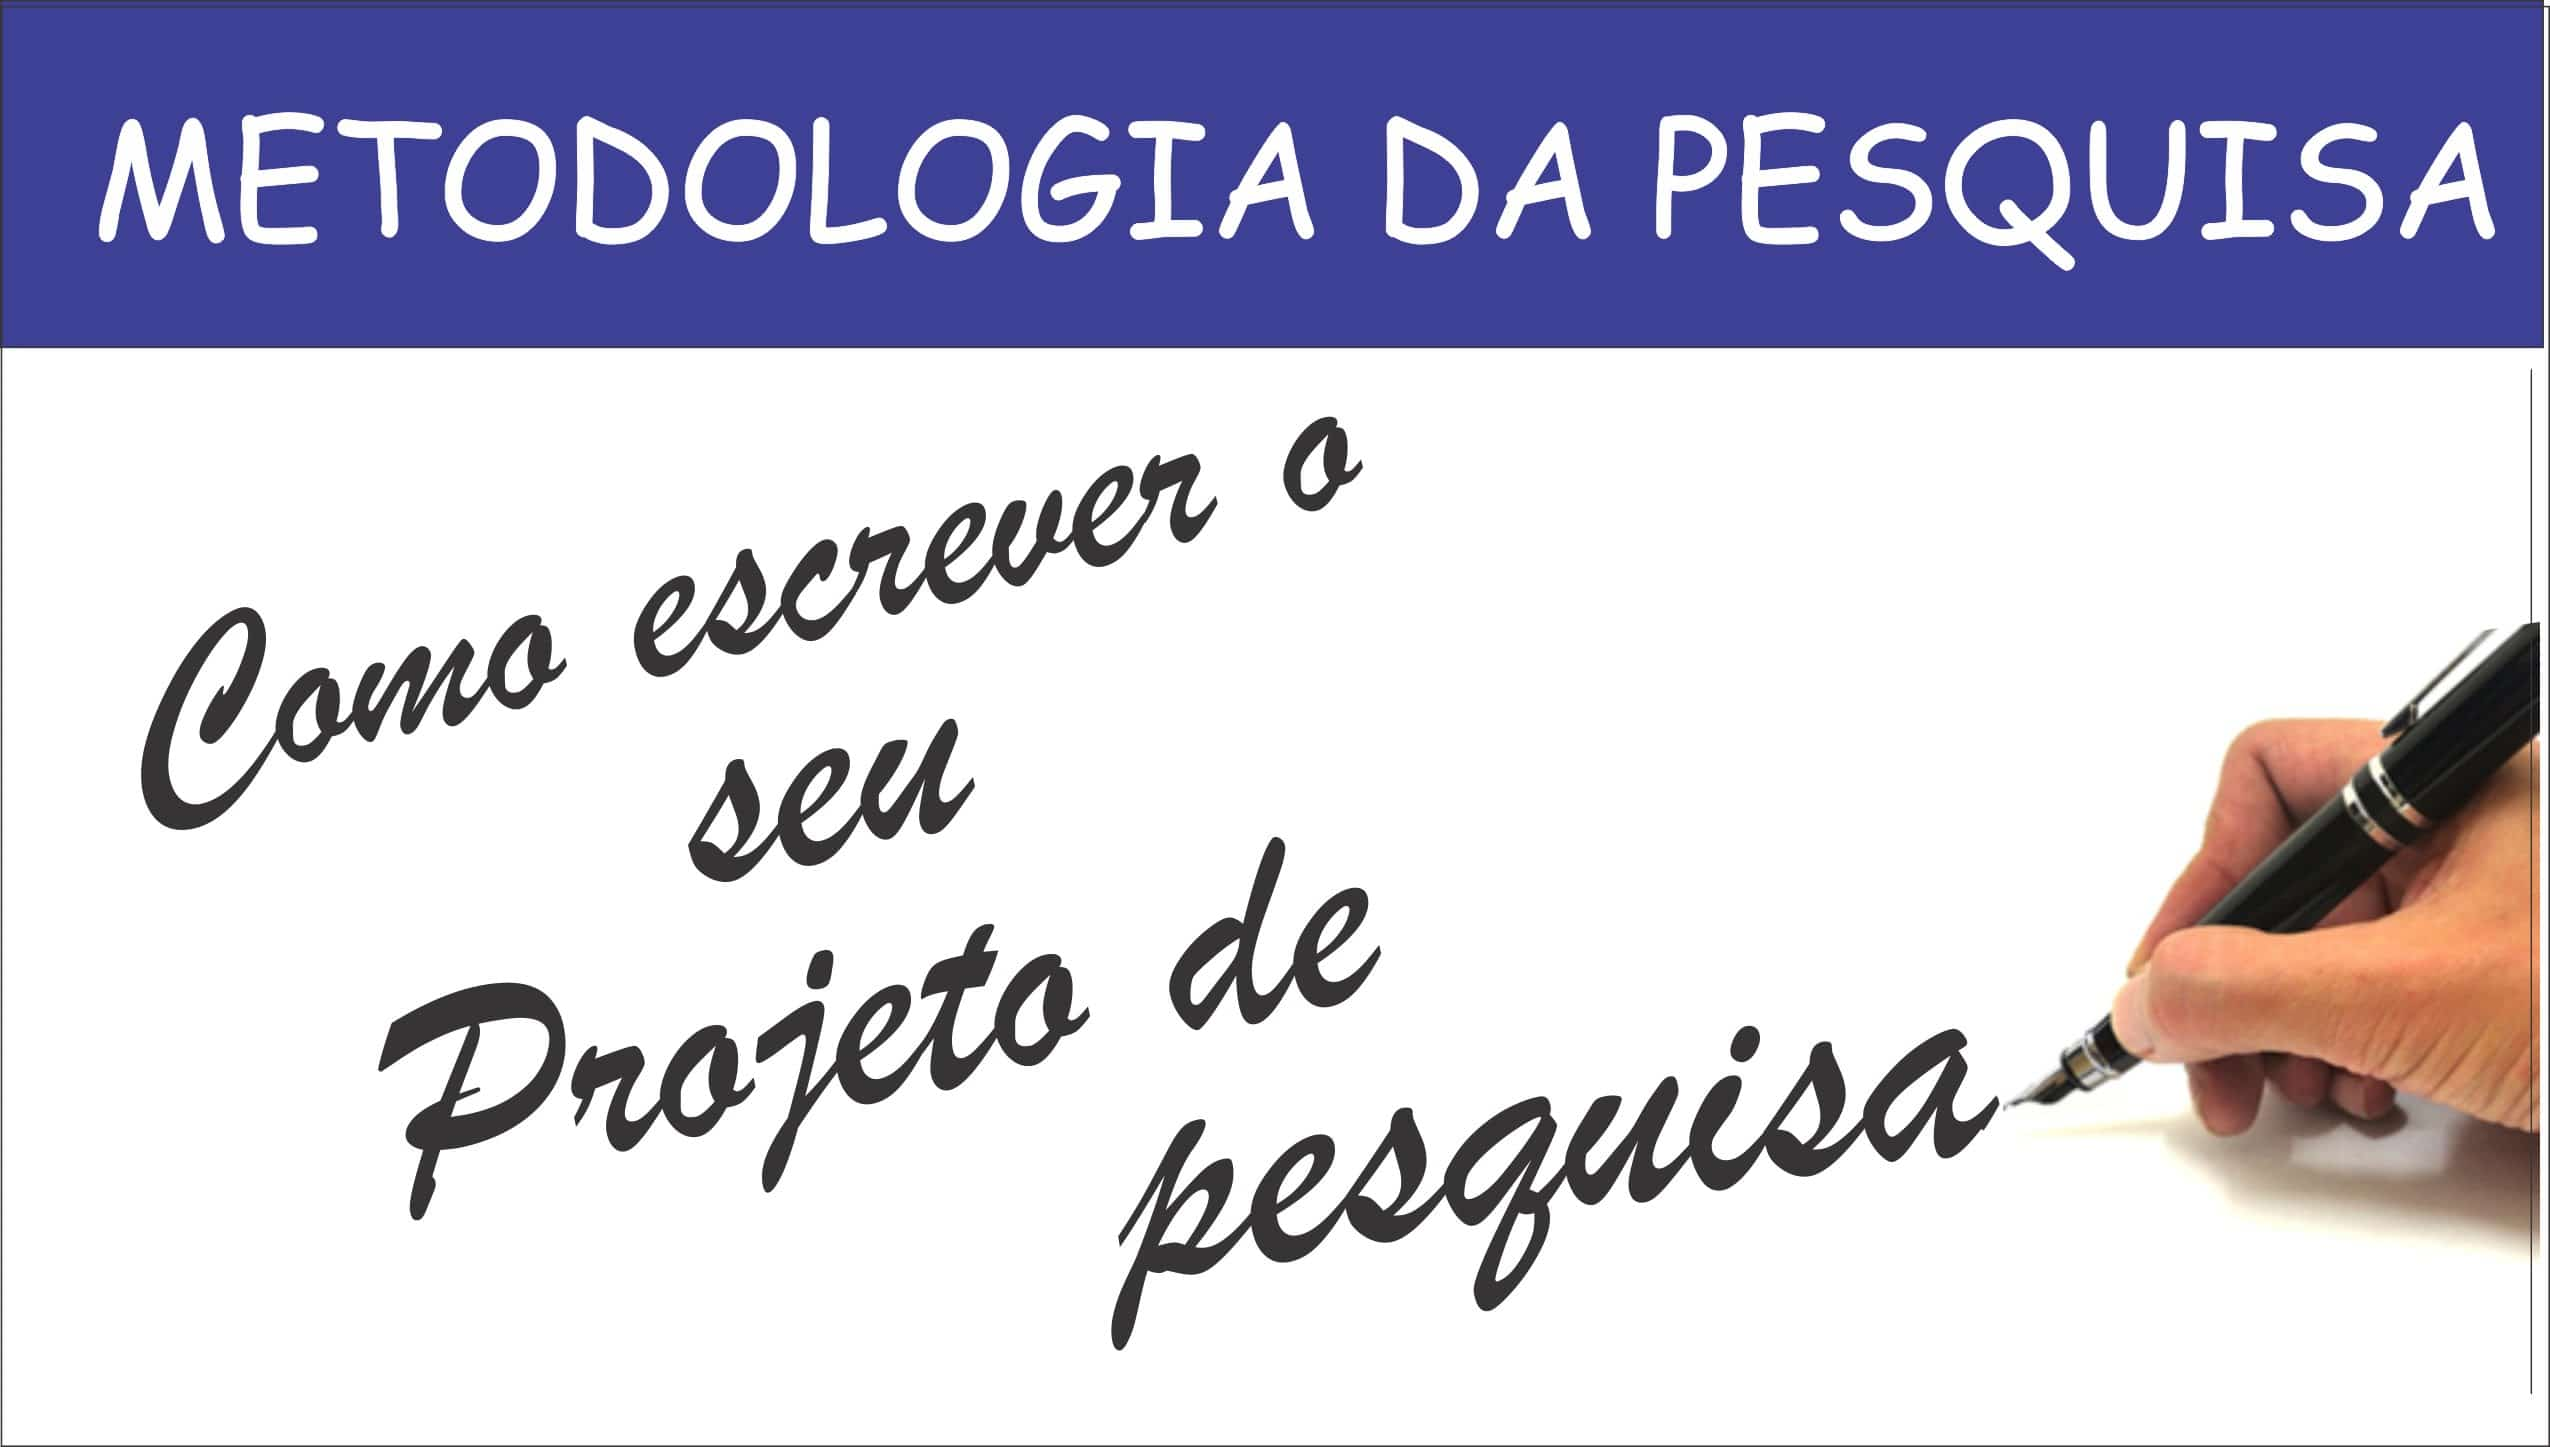 METODOLOGIA DA PESQUISA
Como escrever o
seu
Projeto de
pesquisa